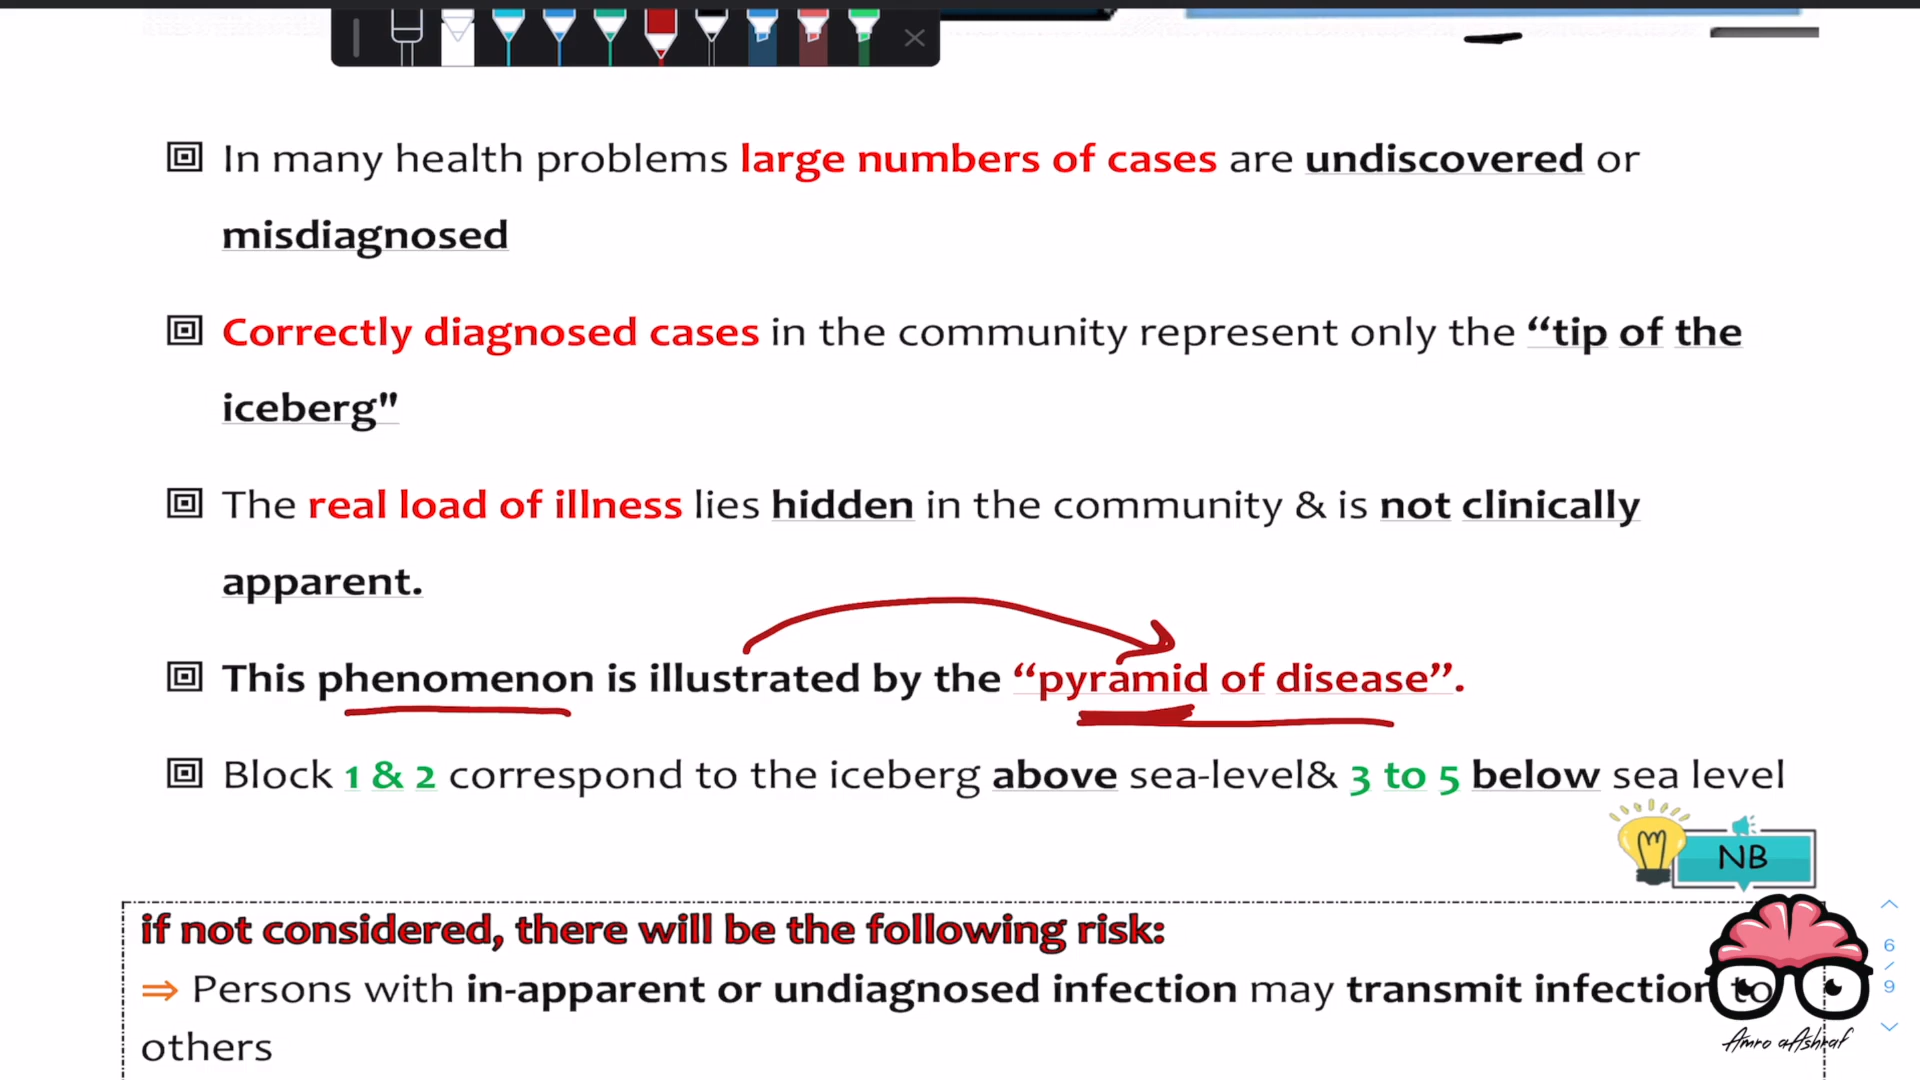 In many health problems large numbers of cases are undiscovered or
misdiagnosed
Correctly diagnosed cases in the community represent only the “tip of the
iceberg"
The real load of illness lies hidden in the community & is not clinically
apparent.
This phenomenon is illustrated by the “pyramid of disease”.
Block 1 & 2 correspond to the iceberg above sea-level& 3 to 5 below sea level
NB
if not considered, there will be the following risk:
⇒ Persons with in-apparent or undiagnosed infection may transmit infection to
others
6
/
9
Amro aAshraf